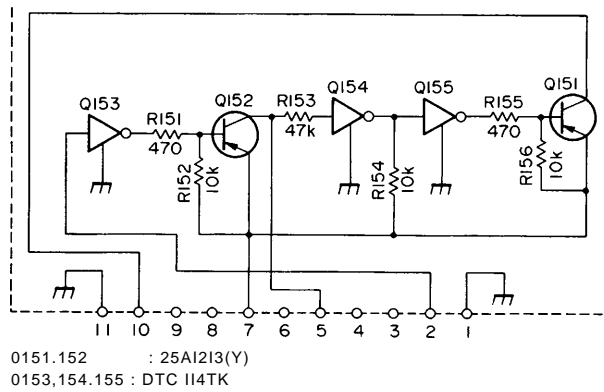 Q151
Q154
Q155
Q153
Q152
R153
R155
R151
47k
470
470
R152
10k
R154
10k
R156
10k
11 10 9 8 7 6 5 4 3 2 1
0151.152 : 25AI2I3(Y)
0153,154.155 : DTC II4TK